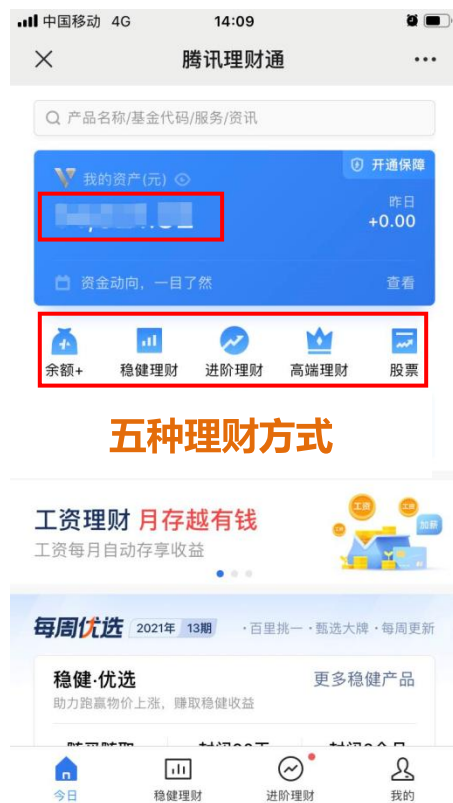 中国移动 4G 14:09
腾讯理财通
产品名称/基金代码/服务/资讯
我的资产(元)
开通保障
昨日
+0.00
资金动向，一目了然 查看
余额+ 稳健理财 进阶理财 高端理财 股票
五种理财方式
工资理财 月存越有钱
工资每月自动存享收益
工资
工资
加薪
每周优选 2021年 13期 ·百里挑一 ·甄选大牌 ·每周更新
稳健·优选 更多稳健产品
助力跑赢物价上涨，赚取稳健收益
今日 稳健理财 进阶理财 我的